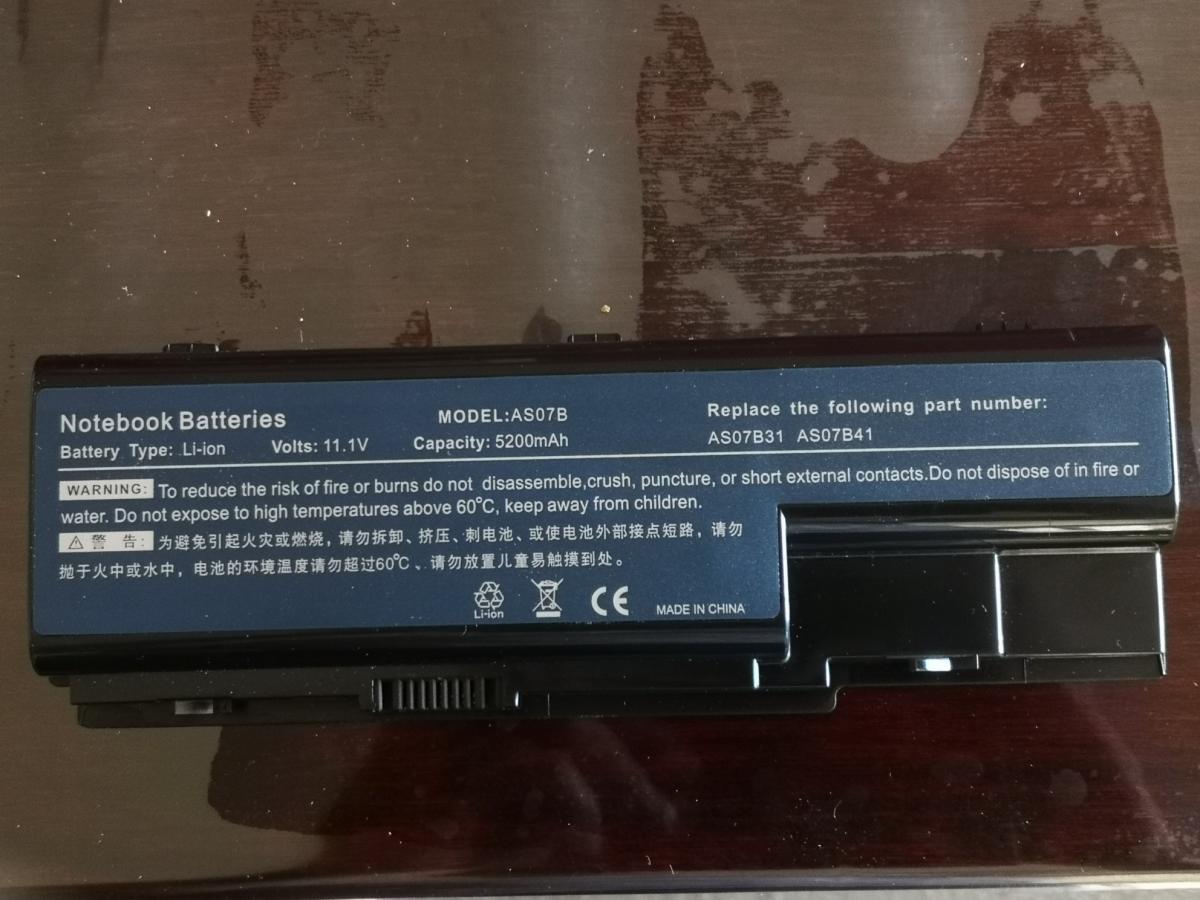 Notebook Batteries
MODEL:AS07B
Replace the following part number:
Battery Type: Li-ion Volts: 11.1V Capacity: 5200mAh
AS07B31 AS07B41
WARNING: To reduce the risk of fire or burns do not disassemble,crush, puncture, or short external contacts.Do not dispose of in fire or
water. Do not expose to high temperatures above 60°C, keep away from children.
警 告: 为避免引起火灾或燃烧，请勿拆卸、挤压、刺电池、或使电池外部接点短路，请勿
抛于火中或水中，电池的环境温度请勿超过60℃、请勿放置儿童易触摸到处。
Li-ion
CE
MADE IN CHINA